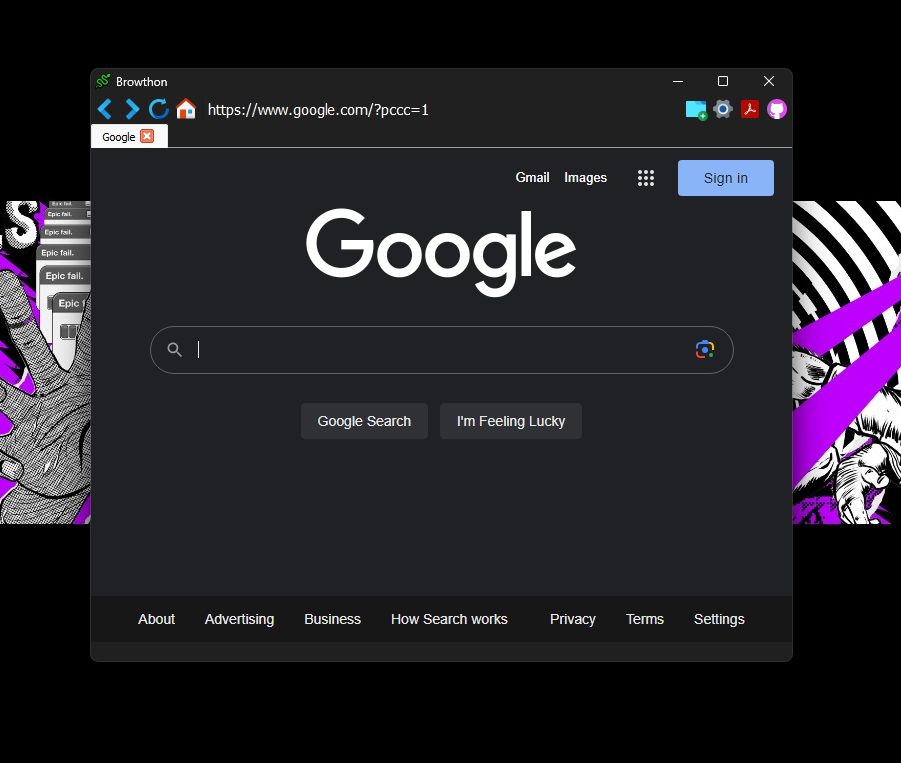 Browthon
https://www.google.com/?pccc=1
Google
Gmail Images Sign in
Google
Google Search I'm Feeling Lucky
About Advertising Business How Search works Privacy Terms Settings
S
Epic fail.
Epic fail.
Epic fail.
Epic fail.
Epic fail.
Epic f